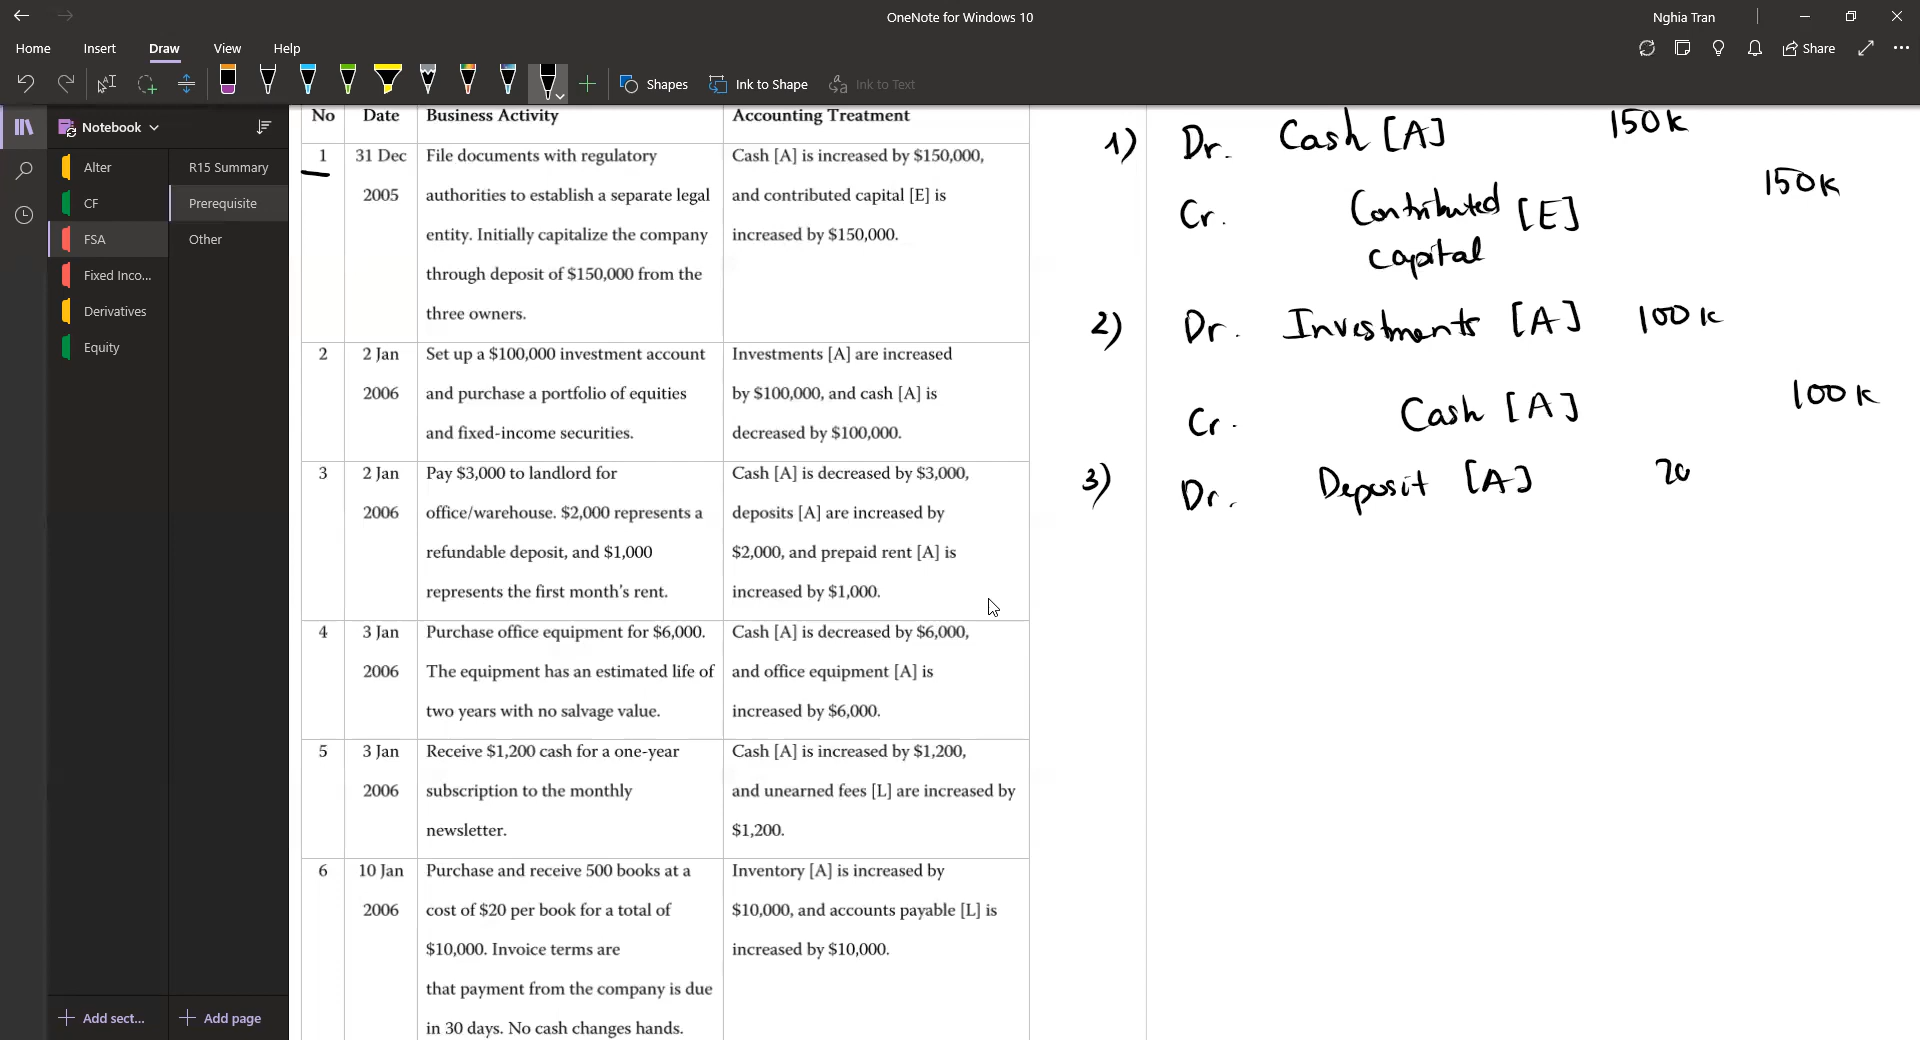 OneNote for Windows 10
Nghia Tran
Home Insert Draw View Help
Share
Shapes Ink to Shape Ink to Text
Notebook
Alter
CF
FSA
Fixed Inco...
Derivatives
Equity
R15 Summary
Prerequisite
Other
Add sect... Add page
No Date Business Activity Accounting Treatment
1 31 Dec File documents with regulatory Cash [A] is increased by $150,000,
2005 authorities to establish a separate legal and contributed capital [E] is
entity. Initially capitalize the company increased by $150,000.
through deposit of $150,000 from the
three owners.
2 2 Jan Set up a $100,000 investment account Investments [A] are increased
2006 and purchase a portfolio of equities by $100,000, and cash [A] is
and fixed-income securities. decreased by $100,000.
3 2 Jan Pay $3,000 to landlord for Cash [A] is decreased by $3,000,
2006 office/warehouse. $2,000 represents a deposits [A] are increased by
refundable deposit, and $1,000 $2,000, and prepaid rent [A] is
represents the first month's rent. increased by $1,000.
4 3 Jan Purchase office equipment for $6,000. Cash [A] is decreased by $6,000,
2006 The equipment has an estimated life of and office equipment [A] is
two years with no salvage value. increased by $6,000.
5 3 Jan Receive $1,200 cash for a one-year Cash [A] is increased by $1,200,
2006 subscription to the monthly and unearned fees [L] are increased by
newsletter. $1,200.
6 10 Jan Purchase and receive 500 books at a Inventory [A] is increased by
2006 cost of $20 per book for a total of $10,000, and accounts payable [L] is
$10,000. Invoice terms are increased by $10,000.
that payment from the company is due
in 30 days. No cash changes hands.
1) Dr. Cash [A] 150k
Cr. Contributed [E] 150k
capital
2) Dr. Investments [A] 100k
Cr. Cash [A] 100k
3) Dr. Deposit [A] 20